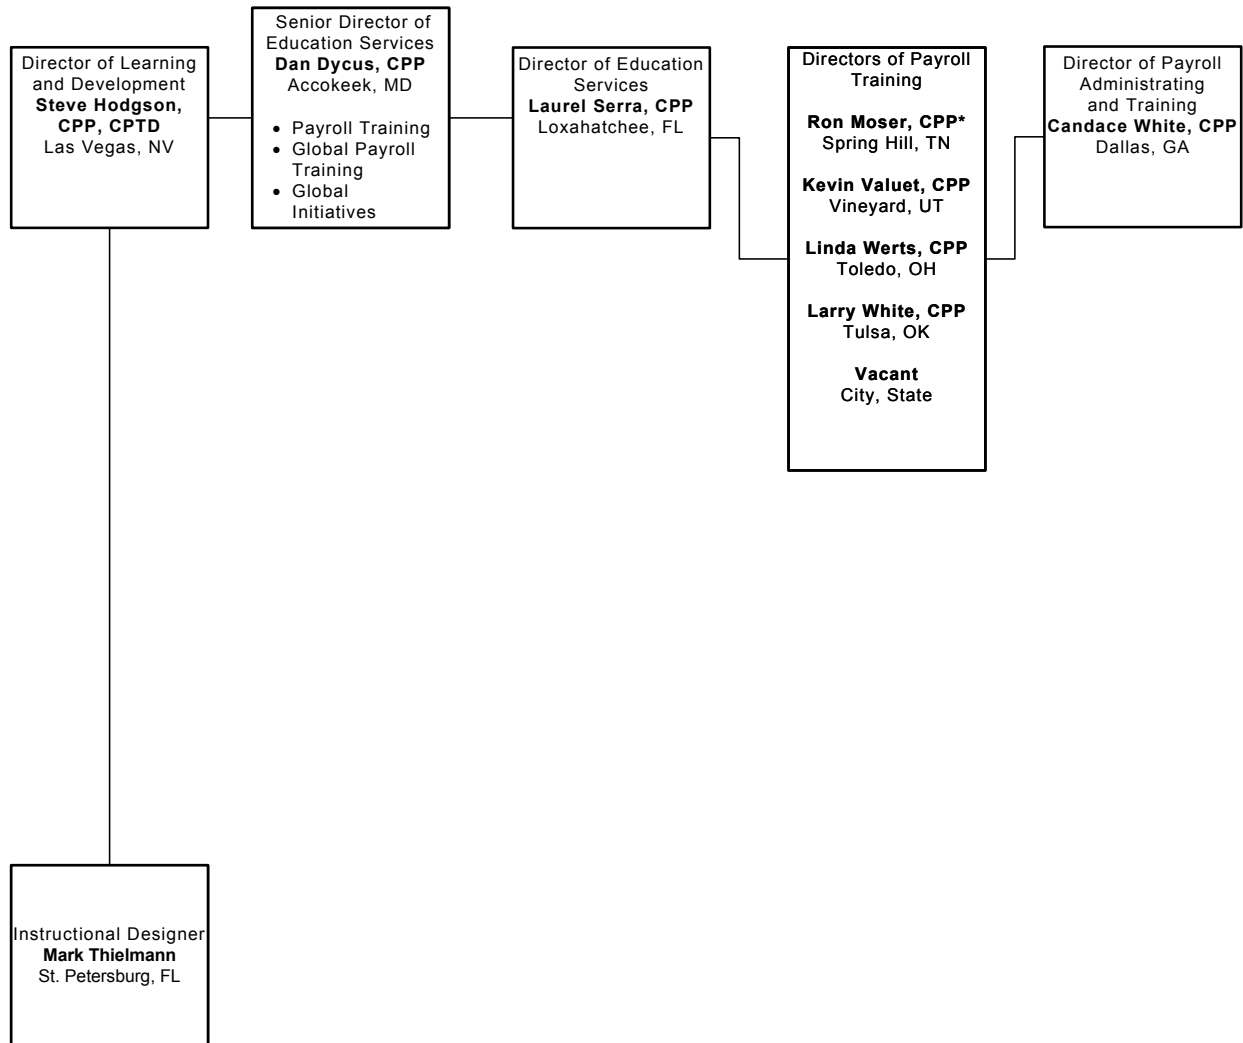 Director of Learning
and Development
Steve Hodgson,
CPP, CPTD
Las Vegas, NV
Senior Director of
Education Services
Dan Dycus, CPP
Accokeek, MD
• Payroll Training
• Global Payroll
Training
• Global
Initiatives
Director of Education
Services
Laurel Serra, CPP
Loxahatchee, FL
Directors of Payroll
Training
Ron Moser, CPP*
Spring Hill, TN
Kevin Valuet, CPP
Vineyard, UT
Linda Werts, CPP
Toledo, OH
Larry White, CPP
Tulsa, OK
Vacant
City, State
Director of Payroll
Administrating
and Training
Candace White, CPP
Dallas, GA
Instructional Designer
Mark Thielmann
St. Petersburg, FL